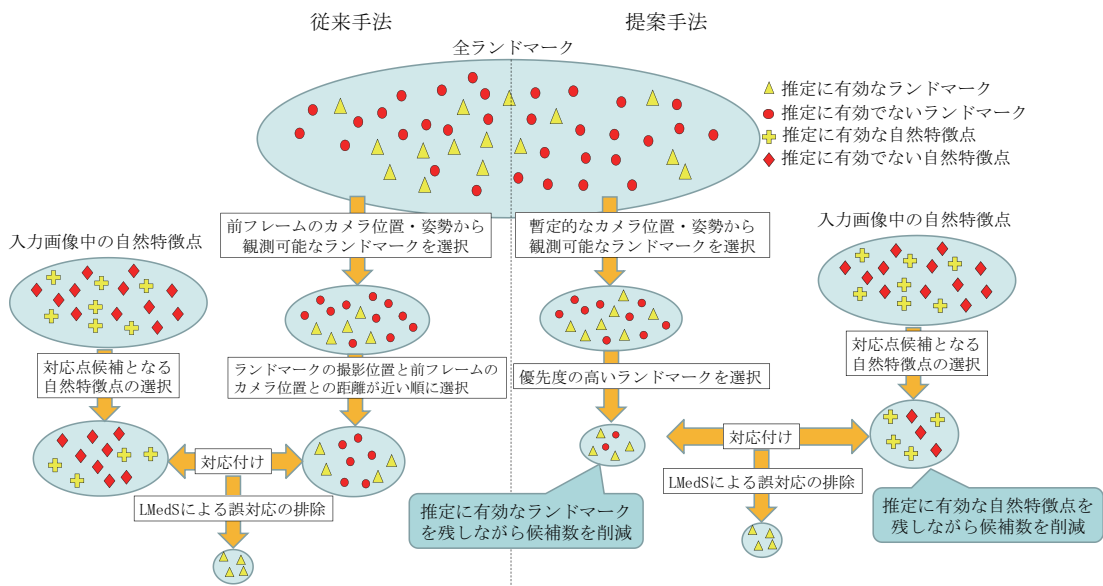 従来手法
提案手法
全ランドマーク
推定に有効なランドマーク
推定に有効でないランドマーク
推定に有効な自然特徴点
推定に有効でない自然特徴点
前フレームのカメラ位置・姿勢から
観測可能なランドマークを選択
暫定的なカメラ位置・姿勢から
観測可能なランドマークを選択
入力画像中の自然特徴点
入力画像中の自然特徴点
対応点候補となる
自然特徴点の選択
ランドマークの撮影位置と前フレームの
カメラ位置との距離が近い順に選択
優先度の高いランドマークを選択
対応点候補となる
自然特徴点の選択
対応付け
LMedSによる誤対応の排除
対応付け
LMedSによる誤対応の排除
推定に有効なランドマーク
を残しながら候補数を削減
推定に有効な自然特徴点を
残しながら候補数を削減